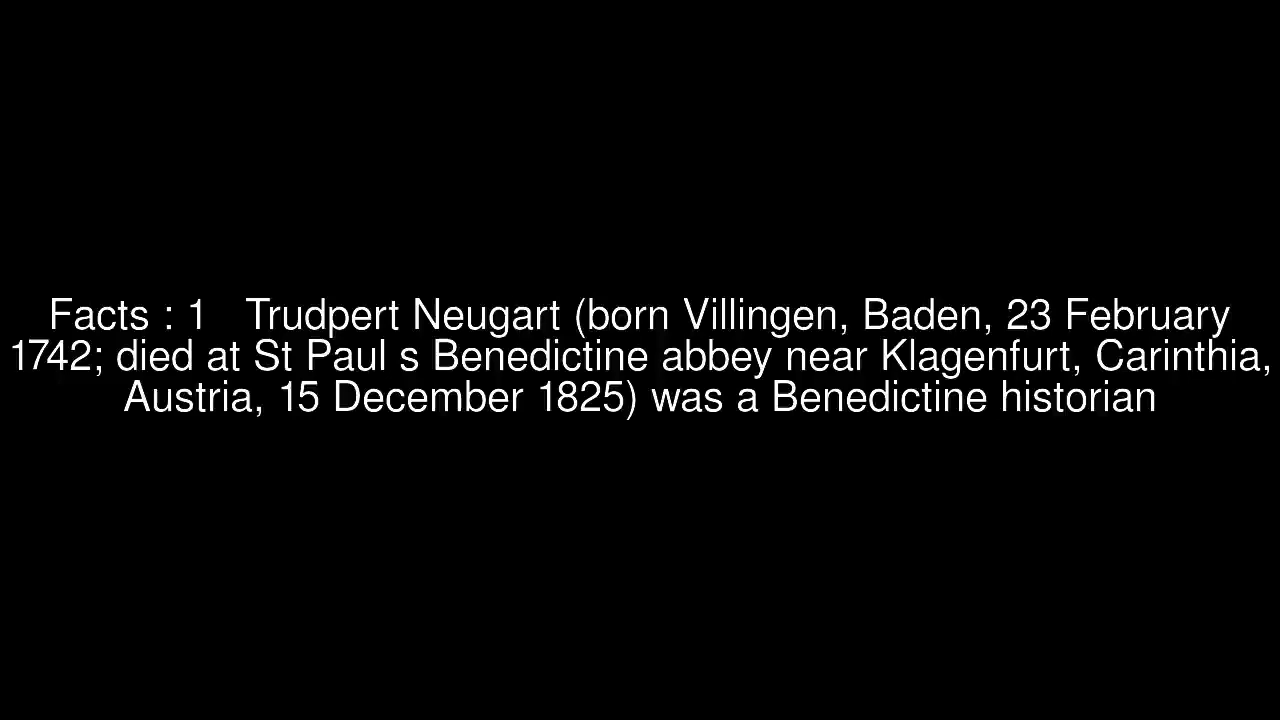 Facts : 1   Trudpert Neugart (born Villingen, Baden, 23 February
1742; died at St Paul s Benedictine abbey near Klagenfurt, Carinthia,
Austria, 15 December 1825) was a Benedictine historian